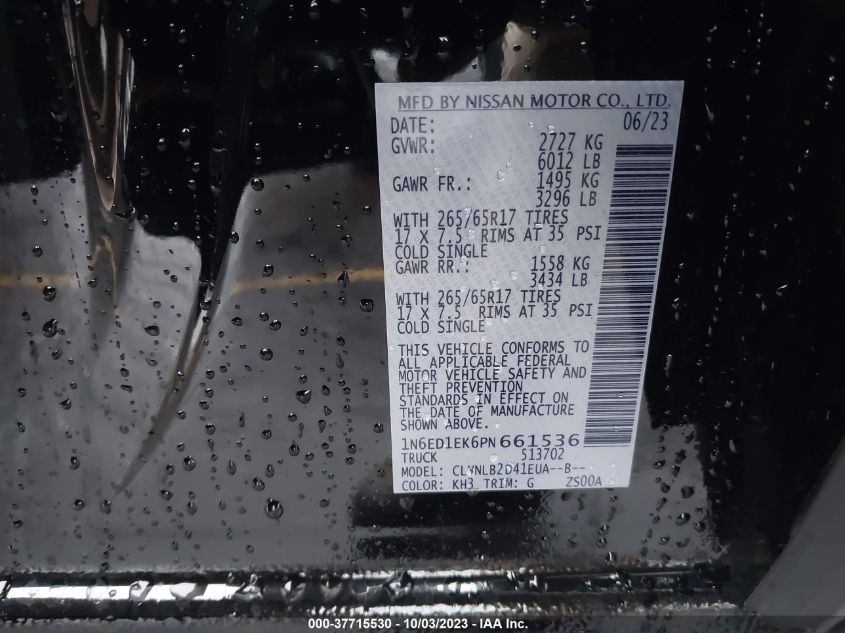 MFD BY NISSAN MOTOR CO., LTD.
DATE: 06/23
GVWR: 2727 KG
6012 LB
GAWR FR.: 1495 KG
3296 LB
WITH 265/65R17 TIRES
17 X 7.5 RIMS AT 35 PSI
COLD SINGLE
GAWR RR.: 1558 KG
3434 LB
WITH 265/65R17 TIRES
17 X 7.5 RIMS AT 35 PSI
COLD SINGLE
THIS VEHICLE CONFORMS TO
ALL APPLICABLE FEDERAL
MOTOR VEHICLE SAFETY AND
THEFT PREVENTION
STANDARDS IN EFFECT ON
THE DATE OF MANUFACTURE
SHOWN ABOVE.
1N6ED1EK6PN661536
TRUCK 513702
MODEL:
COLOR: KH3 TRIM: G ZS00A
000-37715530 - 10/03/2023 - IAA Inc.